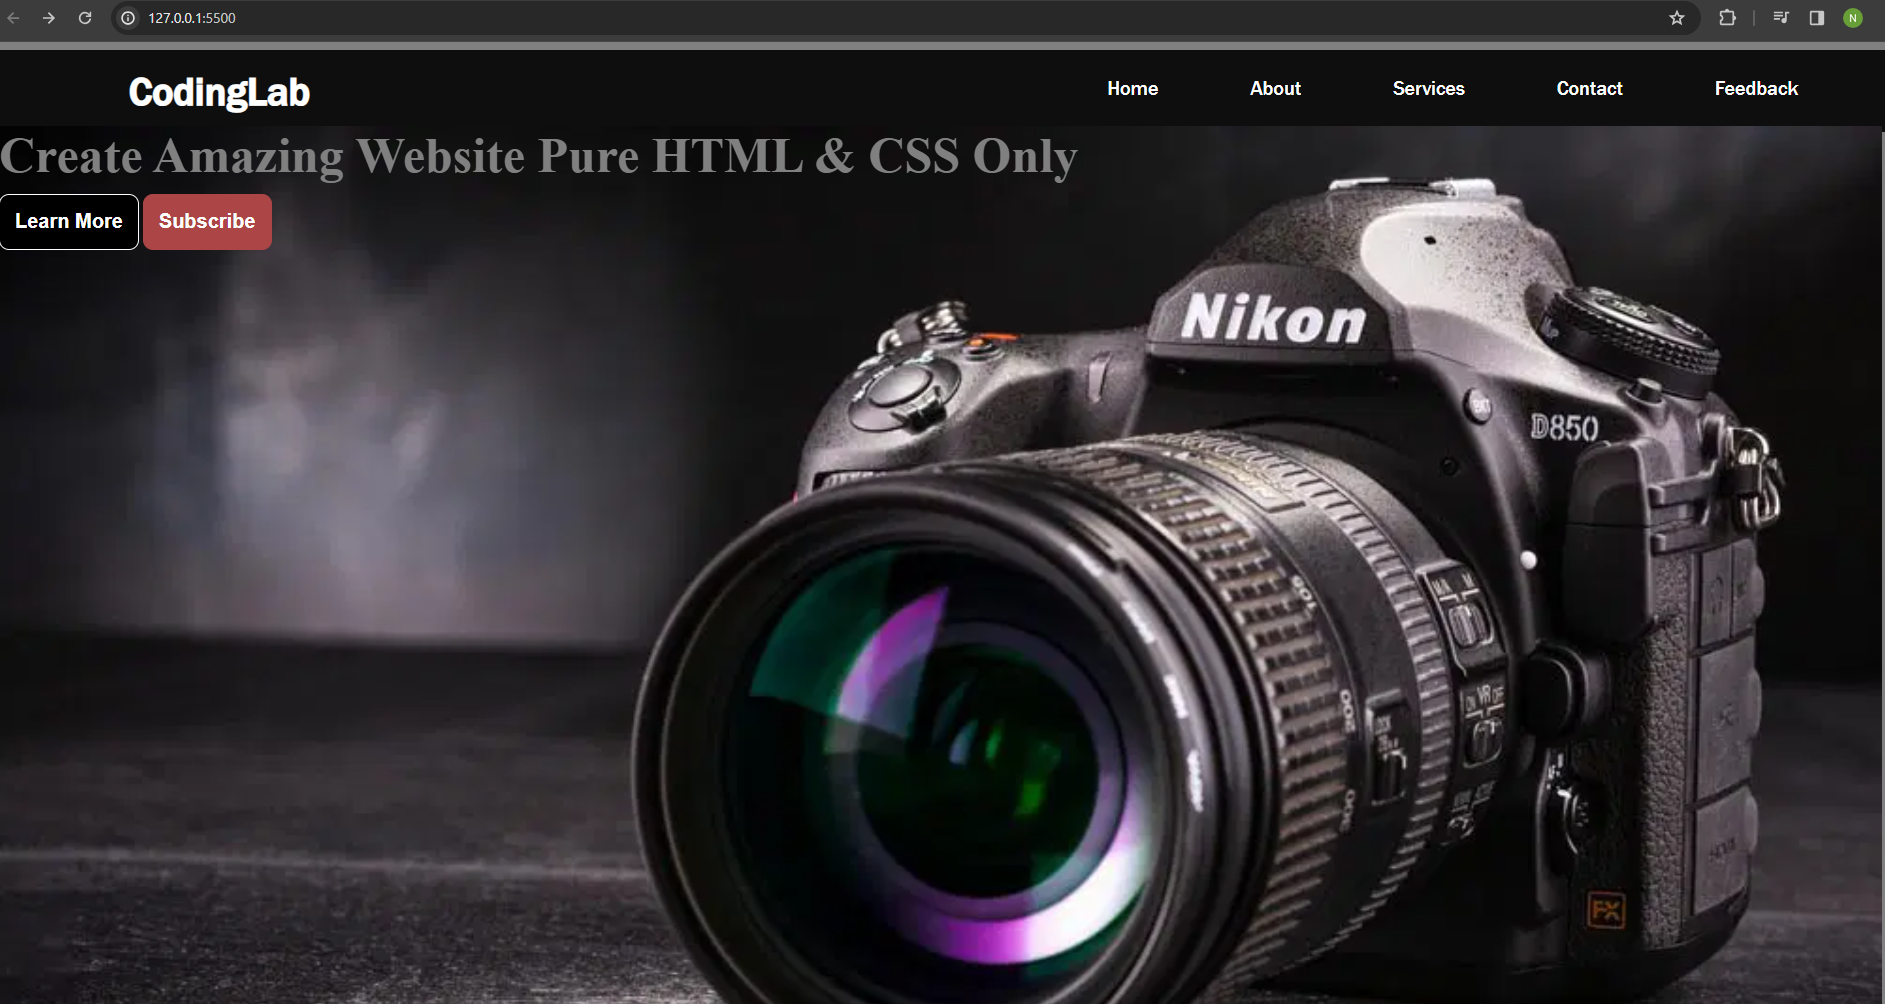 127.0.0.1:5500
N
CodingLab
Home
About
Services
Contact
Feedback
Create Amazing Website Pure HTML & CSS Only
Learn More
Subscribe
Nikon
D850
BKT
FX